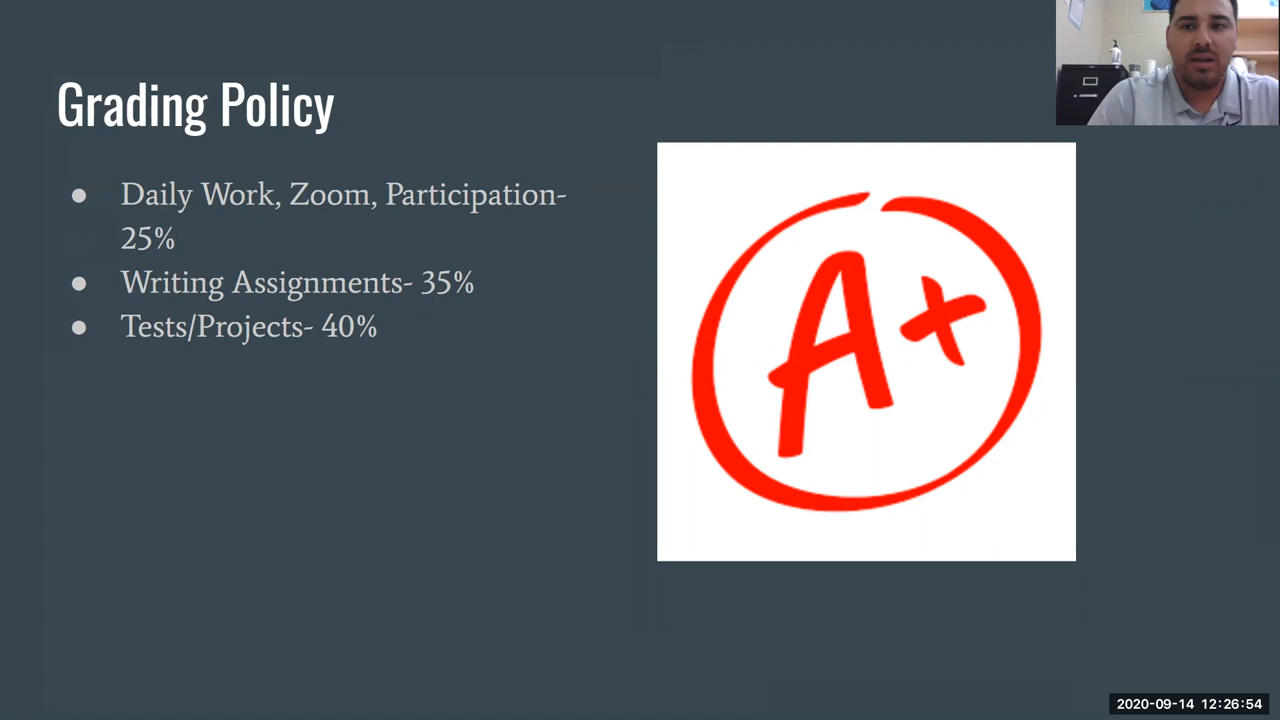 Grading Policy
● Daily Work, Zoom, Participation-
25%
● Writing Assignments- 35%
● Tests/Projects- 40%
A+
2020-09-14 12:26:54